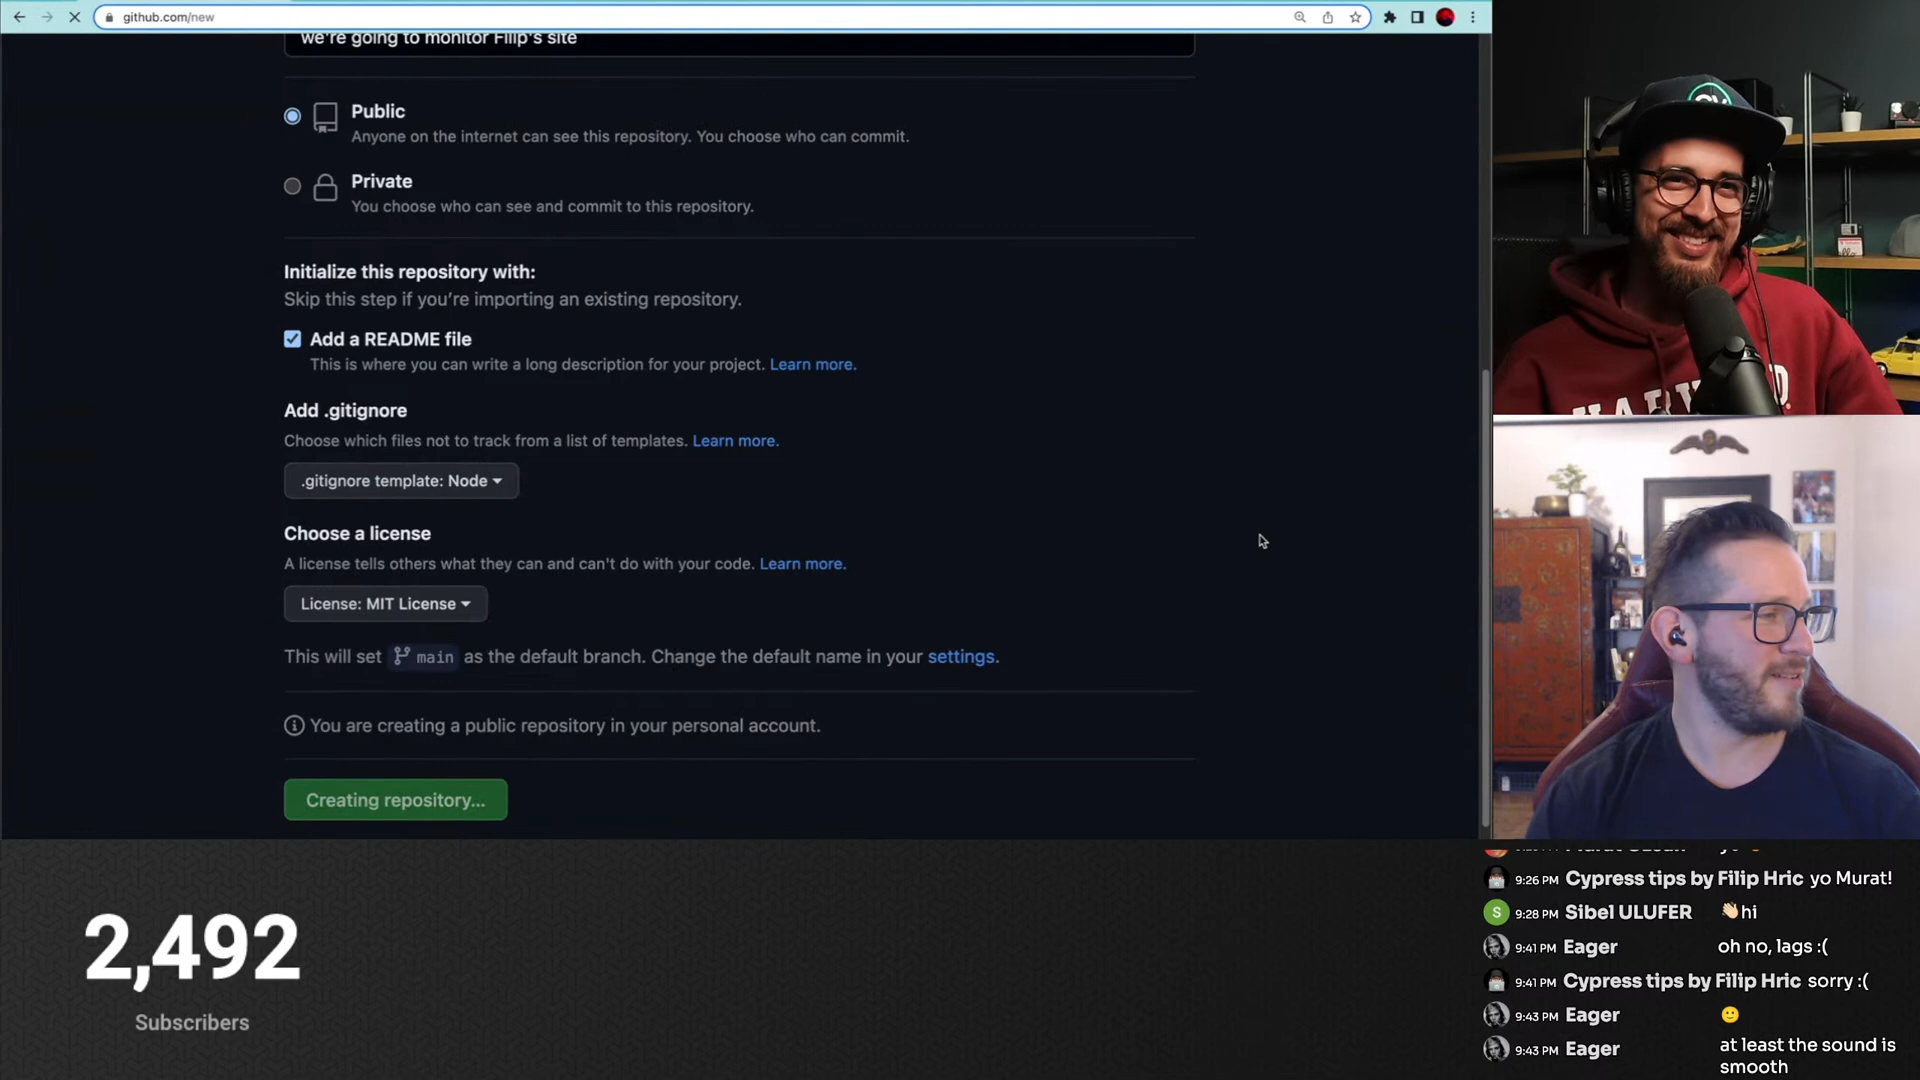 github.com/new
we're going to monitor Filip's site
Public
Anyone on the internet can see this repository. You choose who can commit.
Private
You choose who can see and commit to this repository.
Initialize this repository with:
Skip this step if you're importing an existing repository.
Add a README file
This is where you can write a long description for your project. Learn more.
Add .gitignore
Choose which files not to track from a list of templates. Learn more.
.gitignore template: Node
Choose a license
A license tells others what they can and can't do with your code. Learn more.
License: MIT License
This will set main as the default branch. Change the default name in your settings.
You are creating a public repository in your personal account.
Creating repository...
2,492
Subscribers
9:26 PM Cypress tips by Filip Hric yo Murat!
S 9:28 PM Sibel ULUFER 👋hi
9:41 PM Eager oh no, lags :(
9:41 PM Cypress tips by Filip Hric sorry :(
9:43 PM Eager 🙂
9:43 PM Eager at least the sound is
smooth